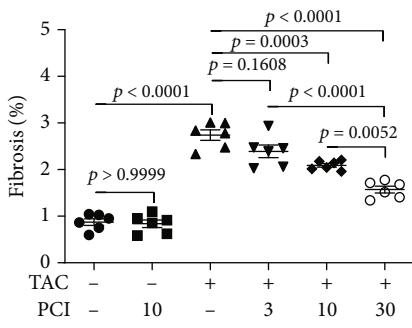 p < 0.0001
p = 0.0003
p = 0.1608
p < 0.0001
p < 0.0001
p = 0.0052
p > 0.9999
Fibrosis (%)
5
4
3
2
1
0
TAC – – + + + +
PCI – 10 – 3 10 30